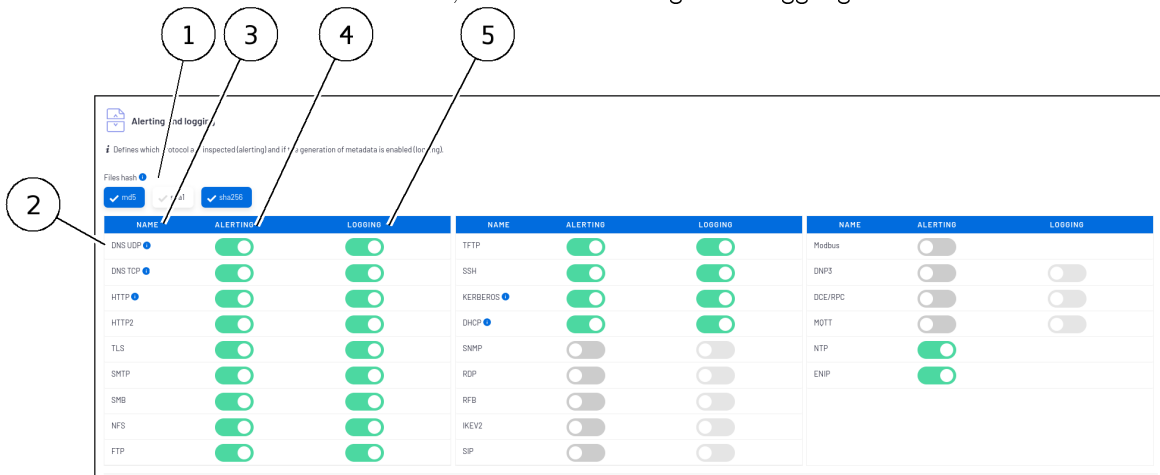 1 3 4 5
Alerting and logging
i Defines which protocol are inspected (alerting) and if the generation of metadata is enabled (logging).
Files hash i
md5 sha1 sha256
2
NAME ALERTING LOGGING NAME ALERTING LOGGING NAME ALERTING LOGGING
DNS UDP i TFTP Modbus
DNS TCP i SSH DNP3
HTTP i KERBEROS i DCE/RPC
HTTP2 DHCP i MQTT
TLS SNMP NTP
SMTP RDP ENIP
SMB RFB
NFS IKEV2
FTP SIP